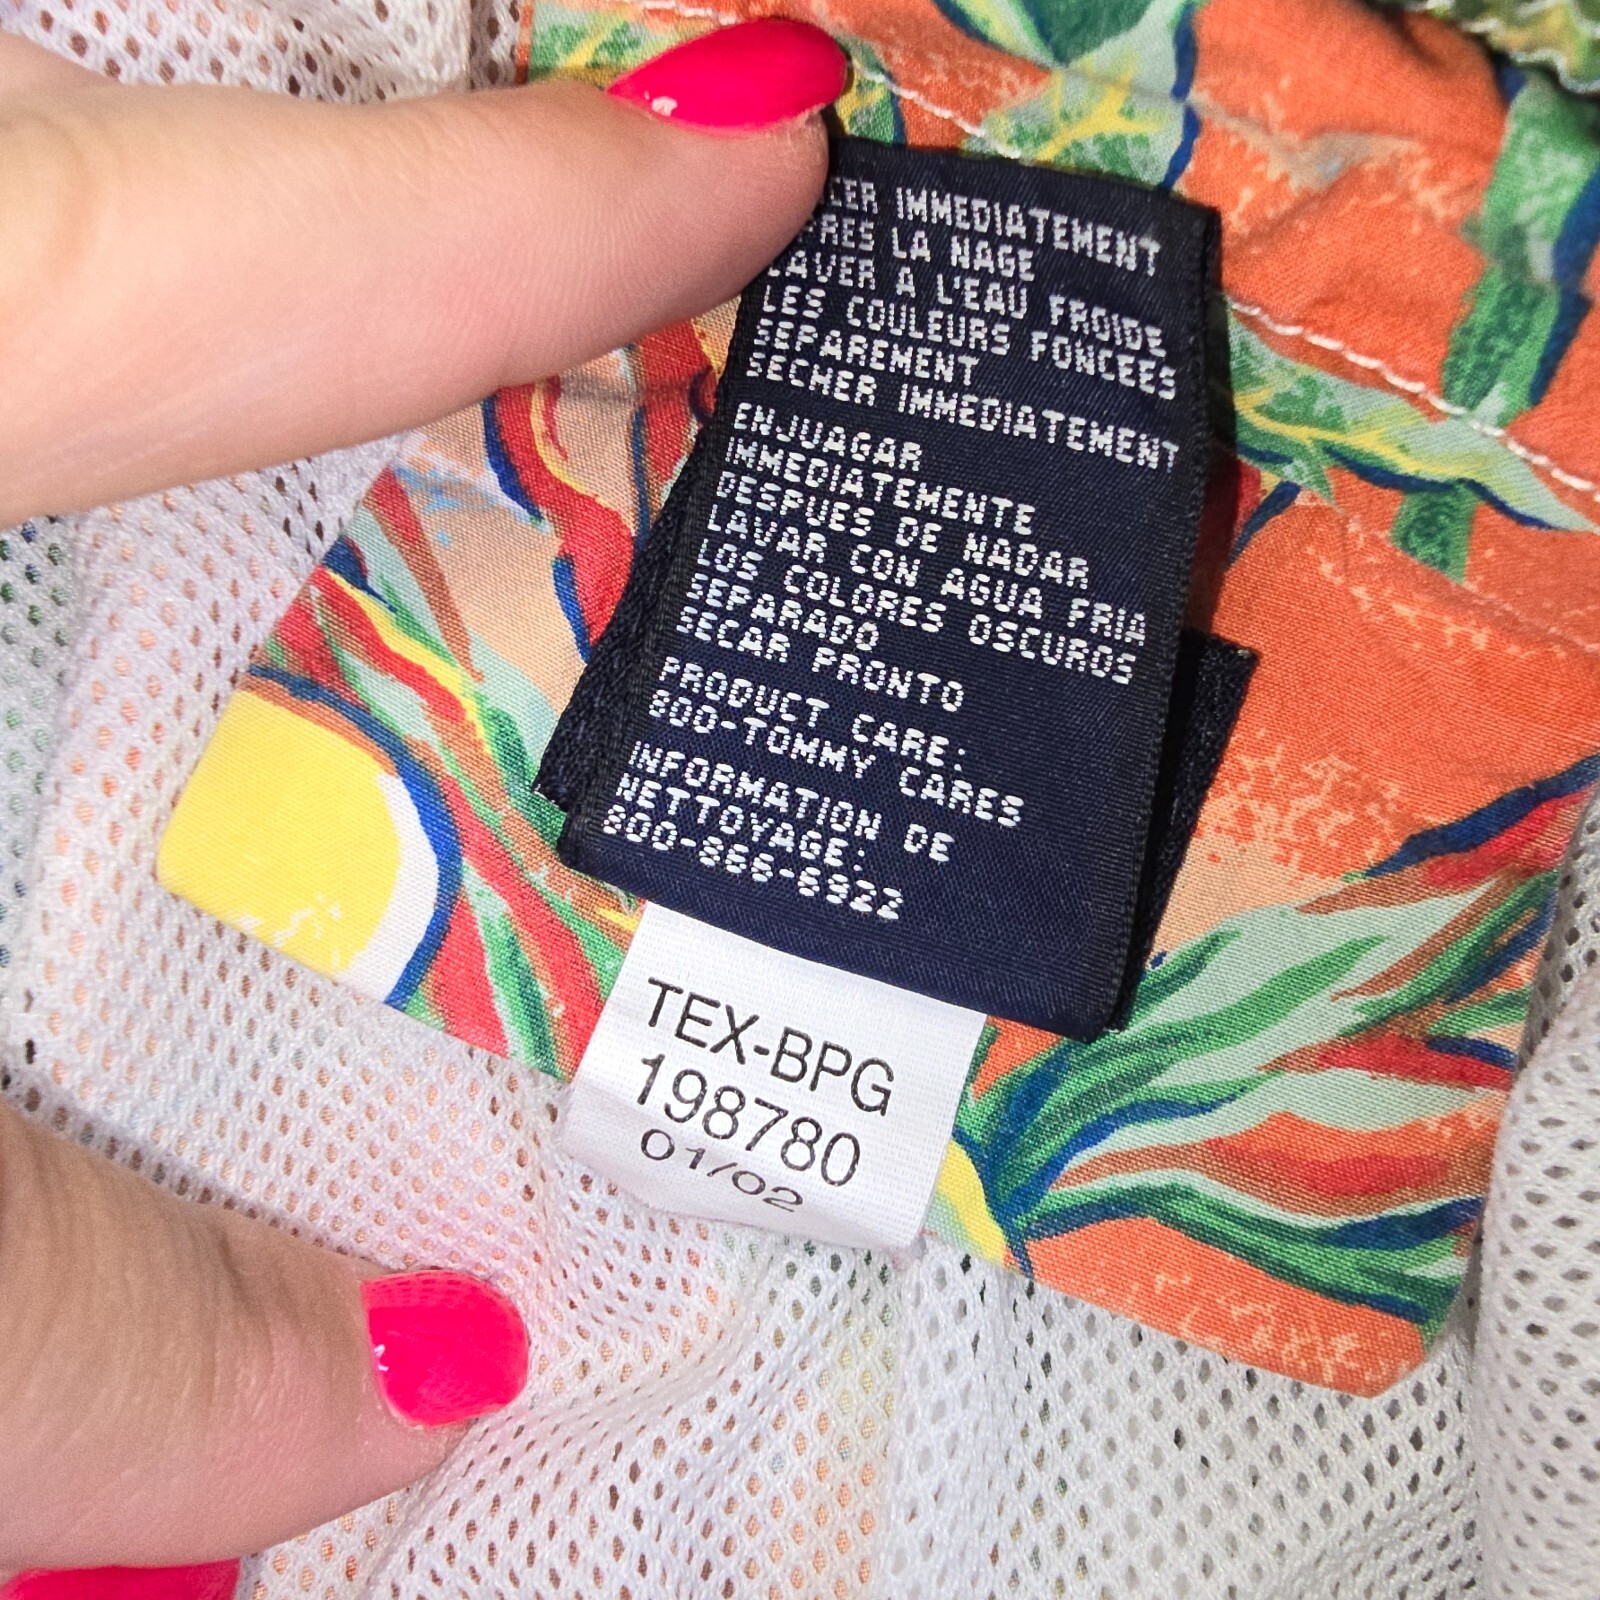 IMMEDIATEMENT
LA NAGE
LAVER A L'EAU FROIDE
LES COULEURS FONCEES
SEPAREMENT
SECHER IMMEDIATEMENT
ENJUAGAR
IMMEDIATEMENTE
DESPUES DE NADAR
LAVAR CON AGUA FRIA
LOS COLORES OSCUROS
SEPARADO
SECAR PRONTO
PRODUCT CARE:
800-TOMMY CARES
INFORMATION DE
NETTOYAGE:
800-866-6922
TEX-BPG
198780
01/02